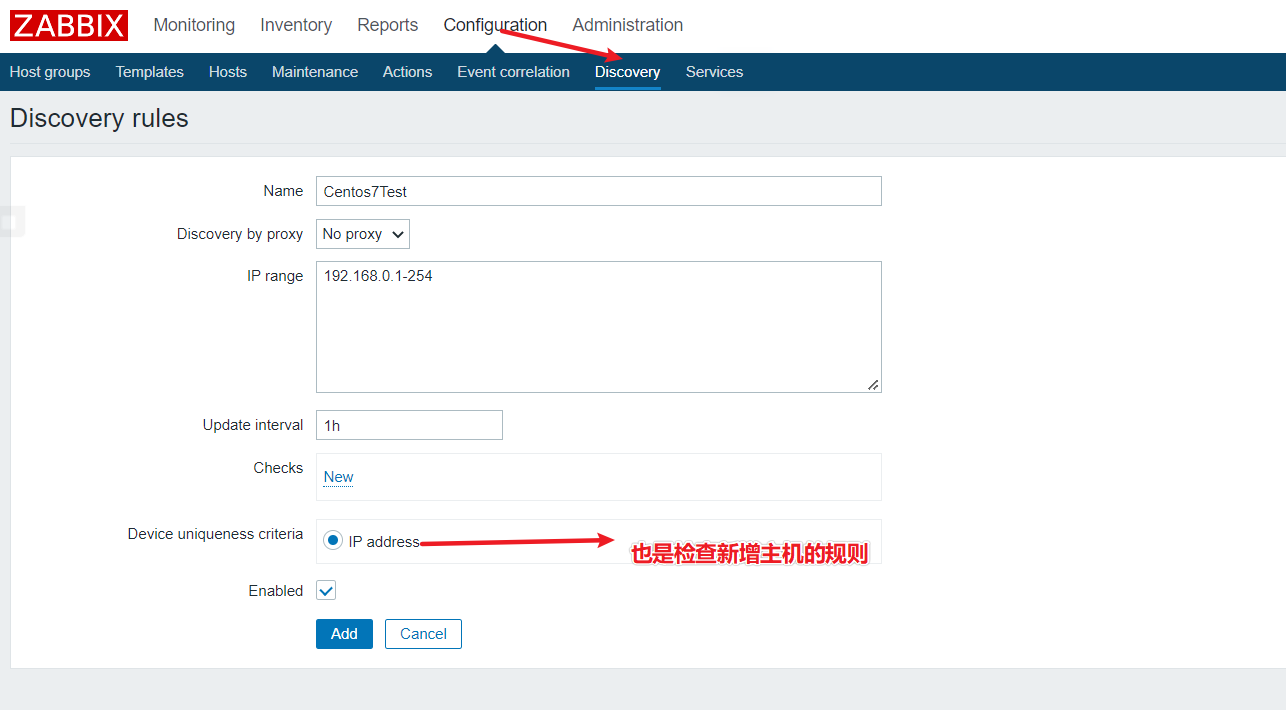 ZABBIX Monitoring Inventory Reports Configuration Administration
Host groups Templates Hosts Maintenance Actions Event correlation Discovery Services
Discovery rules
Name Centos7Test
Discovery by proxy No proxy
IP range 192.168.0.1-254
Update interval 1h
Checks New
Device uniqueness criteria IP address 也是检查新增主机的规则
Enabled
Add Cancel